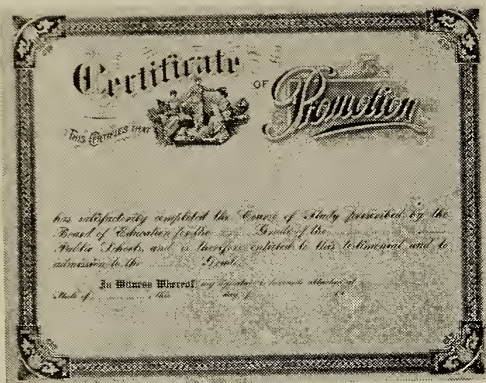 Certificate
OF
Promotion
THIS CERTIFIES THAT
has satisfactorily completed the Course of Study prescribed by the
Board of Education for the Grade of the
Public Schools, and is therefore entitled to this testimonial and to
admission to the Grade.
In Witness Whereof, my signature is hereunto attached at
State of , this day of